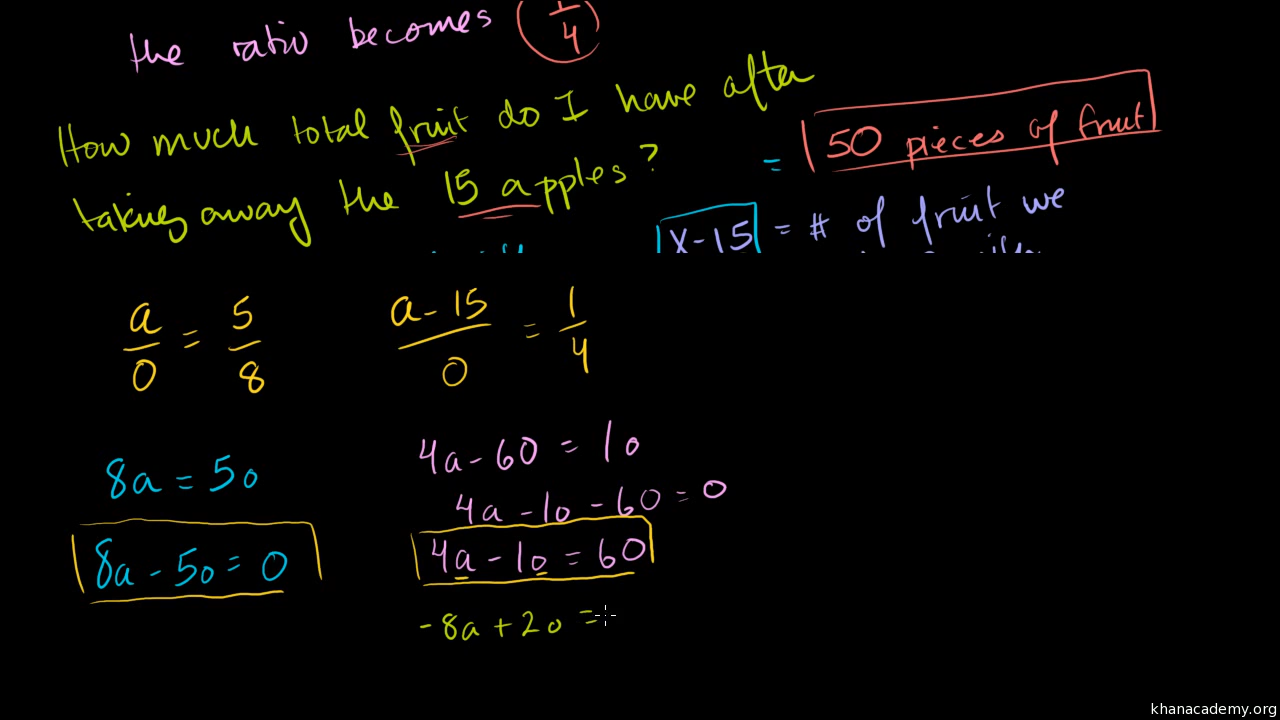 the ratio becomes 1/4
How much total fruit do I have after
taking away the 15 apples?
= 50 pieces of fruit
x-15 = # of fruit we
a/o = 5/8
a-15/o = 1/4
8a = 5o
8a - 5o = 0
4a - 60 = 1o
4a - 1o - 60 = 0
4a - 1o = 60
-8a + 2o =
khanacademy.org